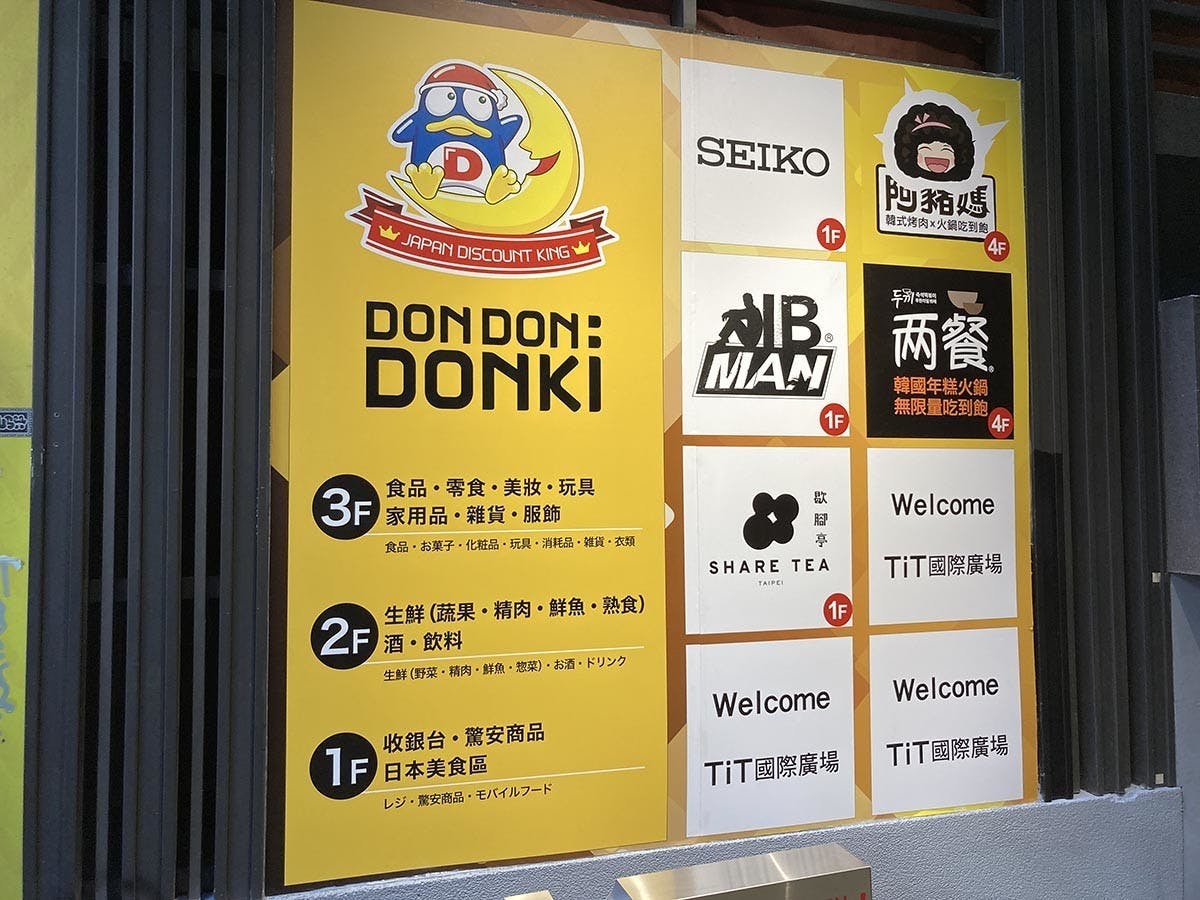 D
JAPAN DISCOUNT KING
DON DON:
DONKi
3F
食品・零食・美妝・玩具
家用品・雜貨・服飾
食品・お菓子・化粧品・玩具・消耗品・雑貨・衣類
2F
生鮮(蔬果・精肉・鮮魚・熟食)
酒・飲料
生鮮(野菜・精肉・鮮魚・惣菜)・お酒・ドリンク
1F
收銀台・驚安商品
日本美食區
レジ・驚安商品・モバイルフード
SEIKO
1F
阿豬媽
韓式烤肉x火鍋吃到飽
4F
AIB
MAN
®
1F
두끼
两餐
®
韓國年糕火鍋
無限量吃到飽
4F
歇腳亭
SHARE TEA
TAIPEI
1F
Welcome
TiT國際廣場
Welcome
TiT國際廣場
Welcome
TiT國際廣場